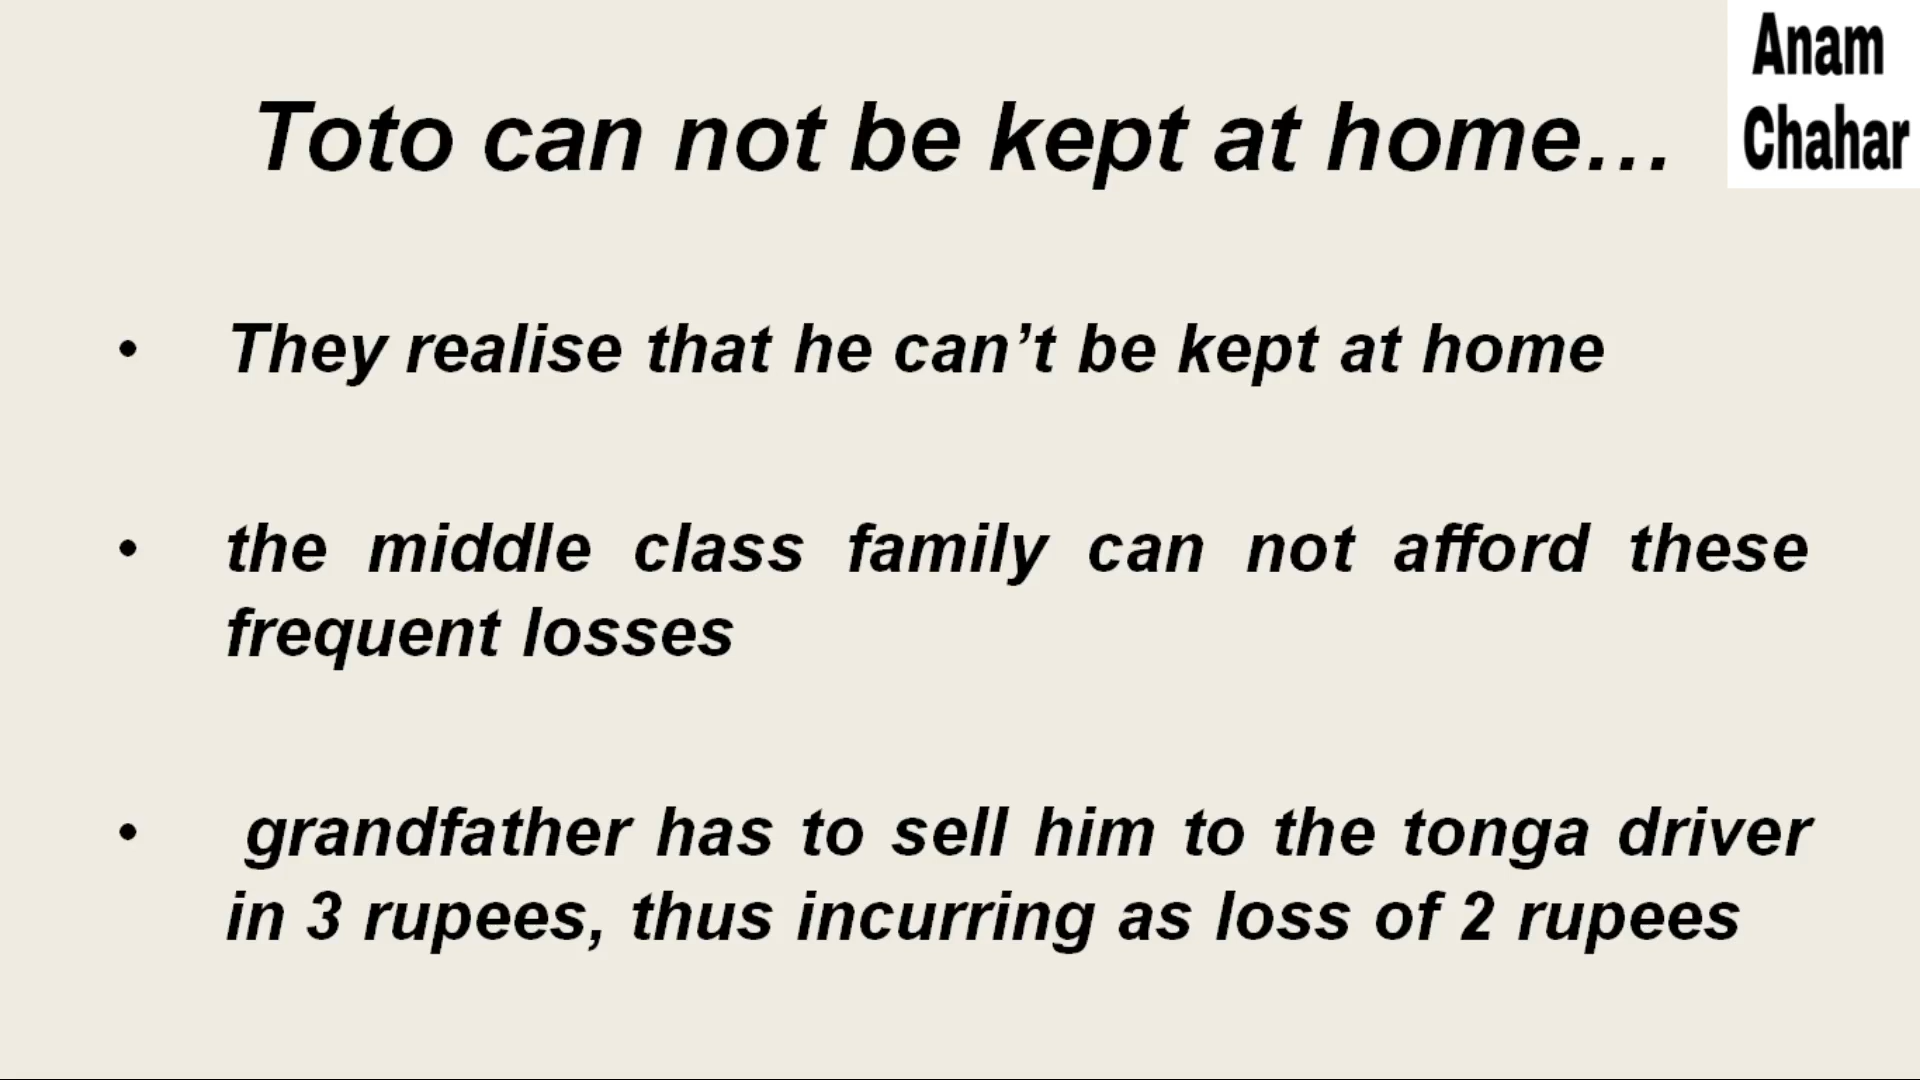 Anam
Chahar
Toto can not be kept at home...
• They realise that he can’t be kept at home
• the middle class family can not afford these
frequent losses
• grandfather has to sell him to the tonga driver
in 3 rupees, thus incurring as loss of 2 rupees